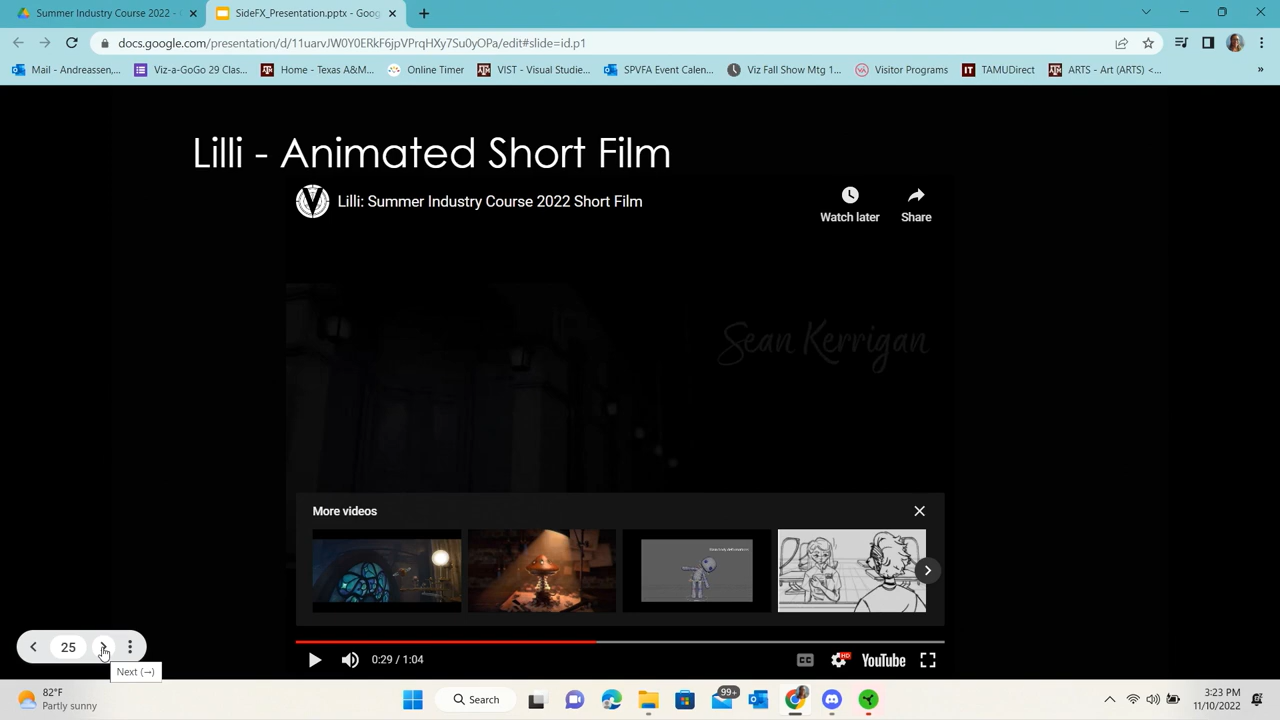 Summer Industry Course 2022 -
SideFX_Presentation.pptx - Goog
docs.google.com/presentation/d/11uarvJW0Y0ERkF6jpVPrqHXy7Su0yOPa/edit#slide=id.p1
Mail - Andreassen,...
Viz-a-GoGo 29 Clas...
Home - Texas A&M...
Online Timer
VIST - Visual Studie...
SPVFA Event Calen...
Viz Fall Show Mtg 1...
Visitor Programs
TAMUDirect
ARTS - Art (ARTS) <...
»
Lilli - Animated Short Film
Lilli: Summer Industry Course 2022 Short Film
Watch later
Share
Sean Kerrigan
More videos
25
Next (→)
0:29 / 1:04
CC
HD
YouTube
82°F
Partly sunny
Search
99+
3:23 PM
11/10/2022